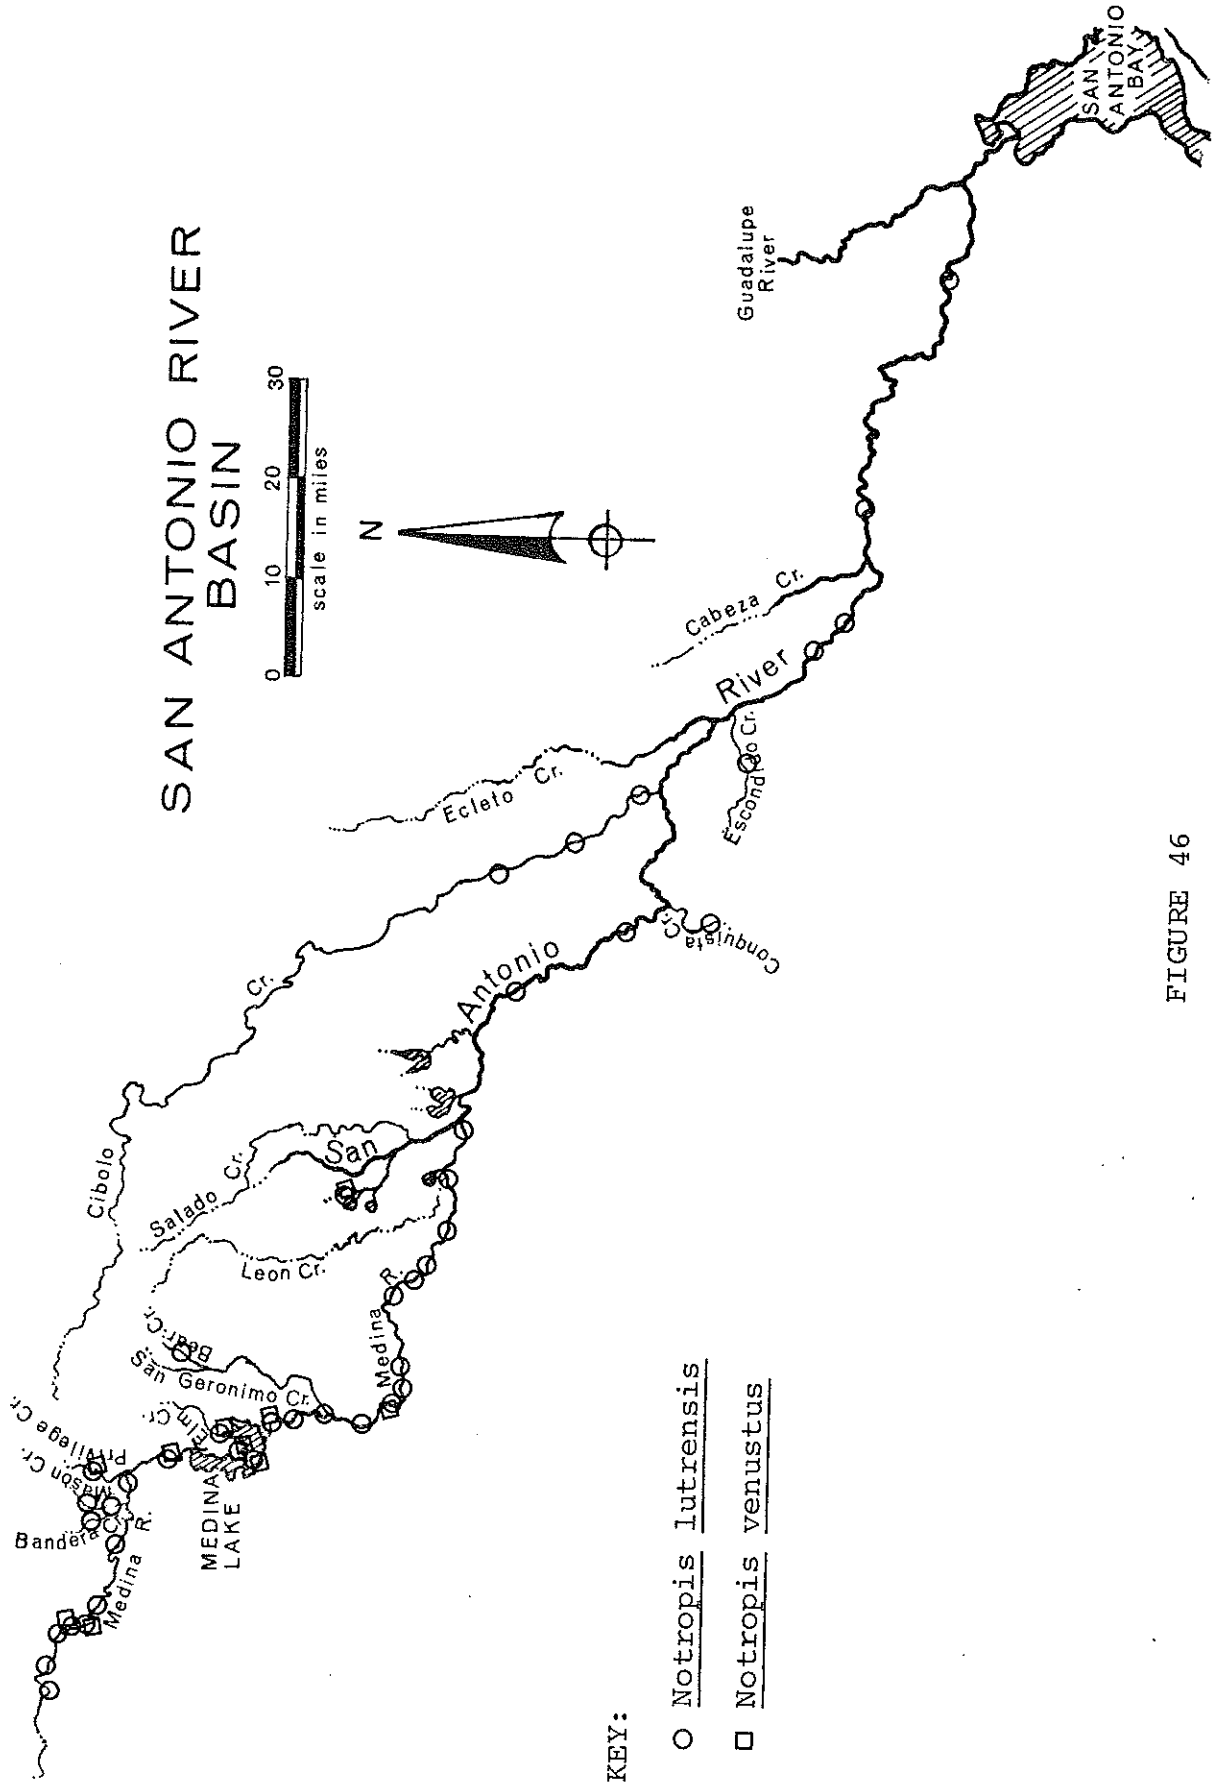 SAN ANTONIO RIVER
BASIN
0 10 20 30
scale in miles
N
Privilege Cr.
Mason Cr.
Bandera Cr.
Medina R.
MEDINA
LAKE
Elm Cr.
San Geronimo Cr.
Bear Cr.
Medina R.
Leon Cr.
Salado Cr.
Cibolo Cr.
San Antonio River
Ecleto Cr.
Conquista Cr.
Escondido Cr.
Cabeza Cr.
Guadalupe
River
SAN
ANTONIO
BAY
KEY:
Notropis lutrensis
Notropis venustus
FIGURE 46